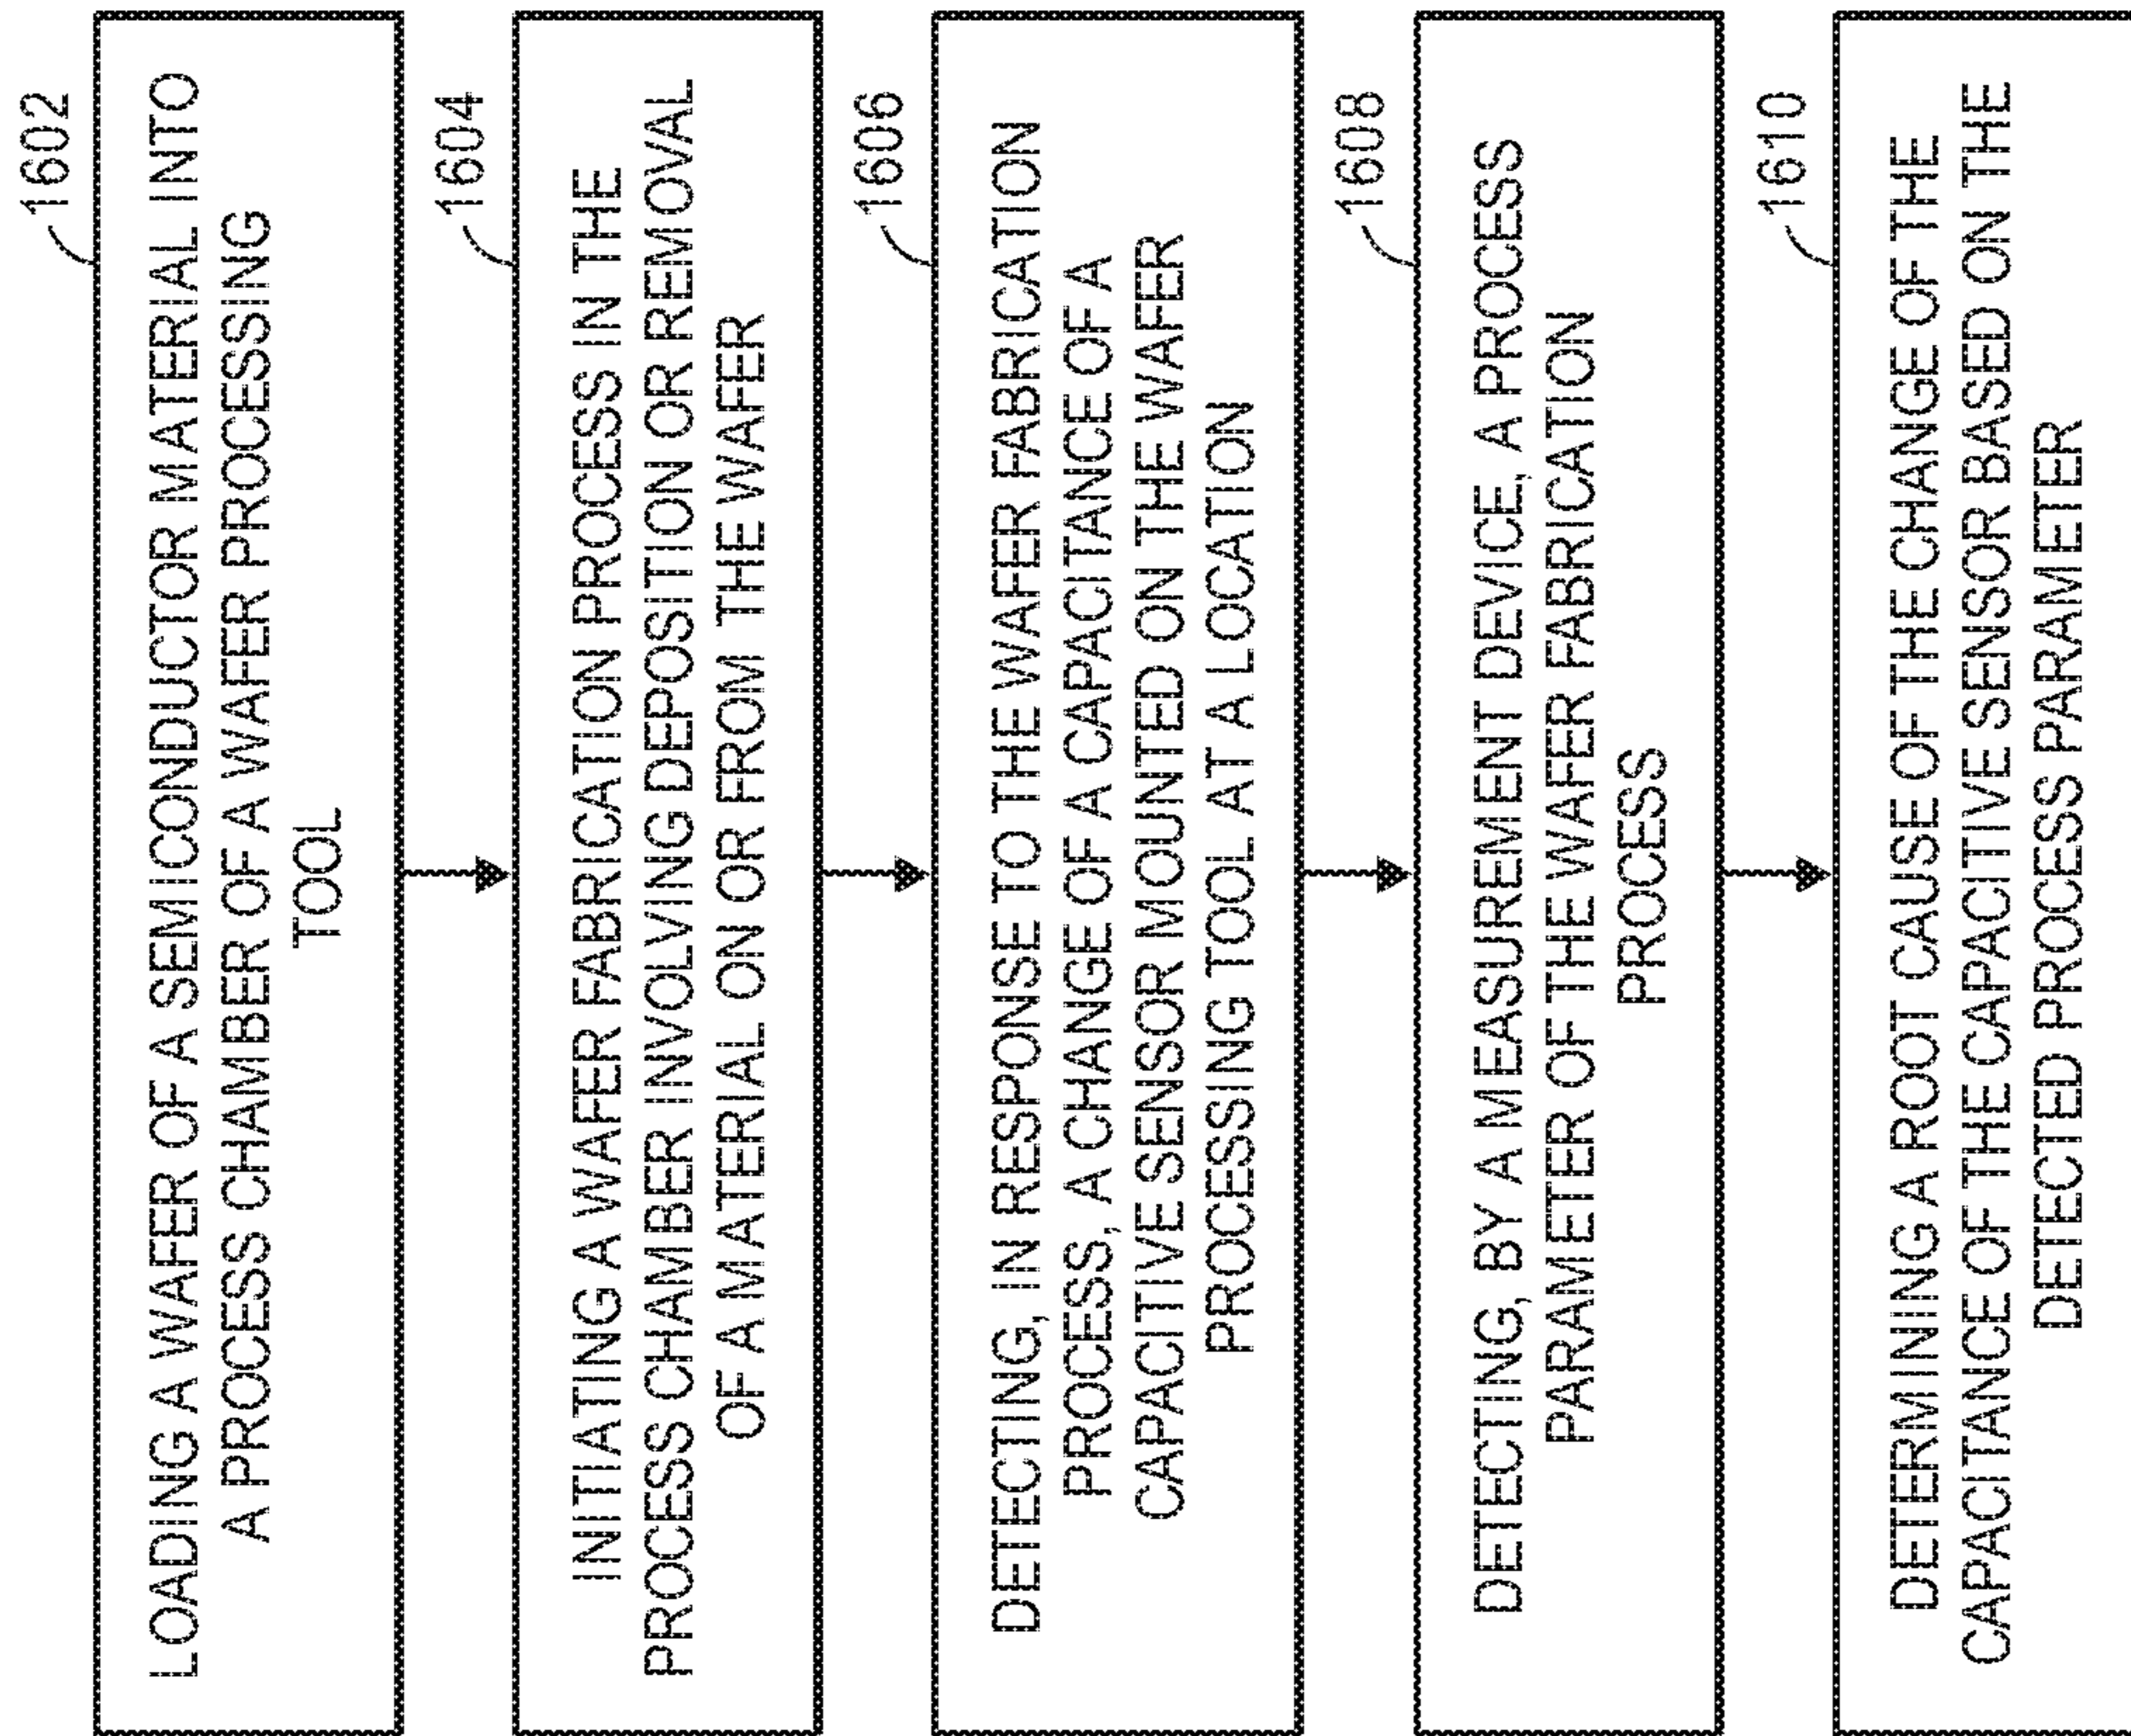 1602
LOADING A WAFER OF A SEMICONDUCTOR MATERIAL INTO
A PROCESS CHAMBER OF A WAFER PROCESSING
TOOL
1604
INITIATING A WAFER FABRICATION PROCESS IN THE
PROCESS CHAMBER INVOLVING DEPOSITION OR REMOVAL
OF A MATERIAL ON OR FROM THE WAFER
1606
DETECTING, IN RESPONSE TO THE WAFER FABRICATION
PROCESS, A CHANGE OF A CAPACITANCE OF A
CAPACITIVE SENSOR MOUNTED ON THE WAFER
PROCESSING TOOL AT A LOCATION
1608
DETECTING, BY A MEASUREMENT DEVICE, A PROCESS
PARAMETER OF THE WAFER FABRICATION
PROCESS
1610
DETERMINING A ROOT CAUSE OF THE CHANGE OF THE
CAPACITANCE OF THE CAPACITIVE SENSOR BASED ON THE
DETECTED PROCESS PARAMETER